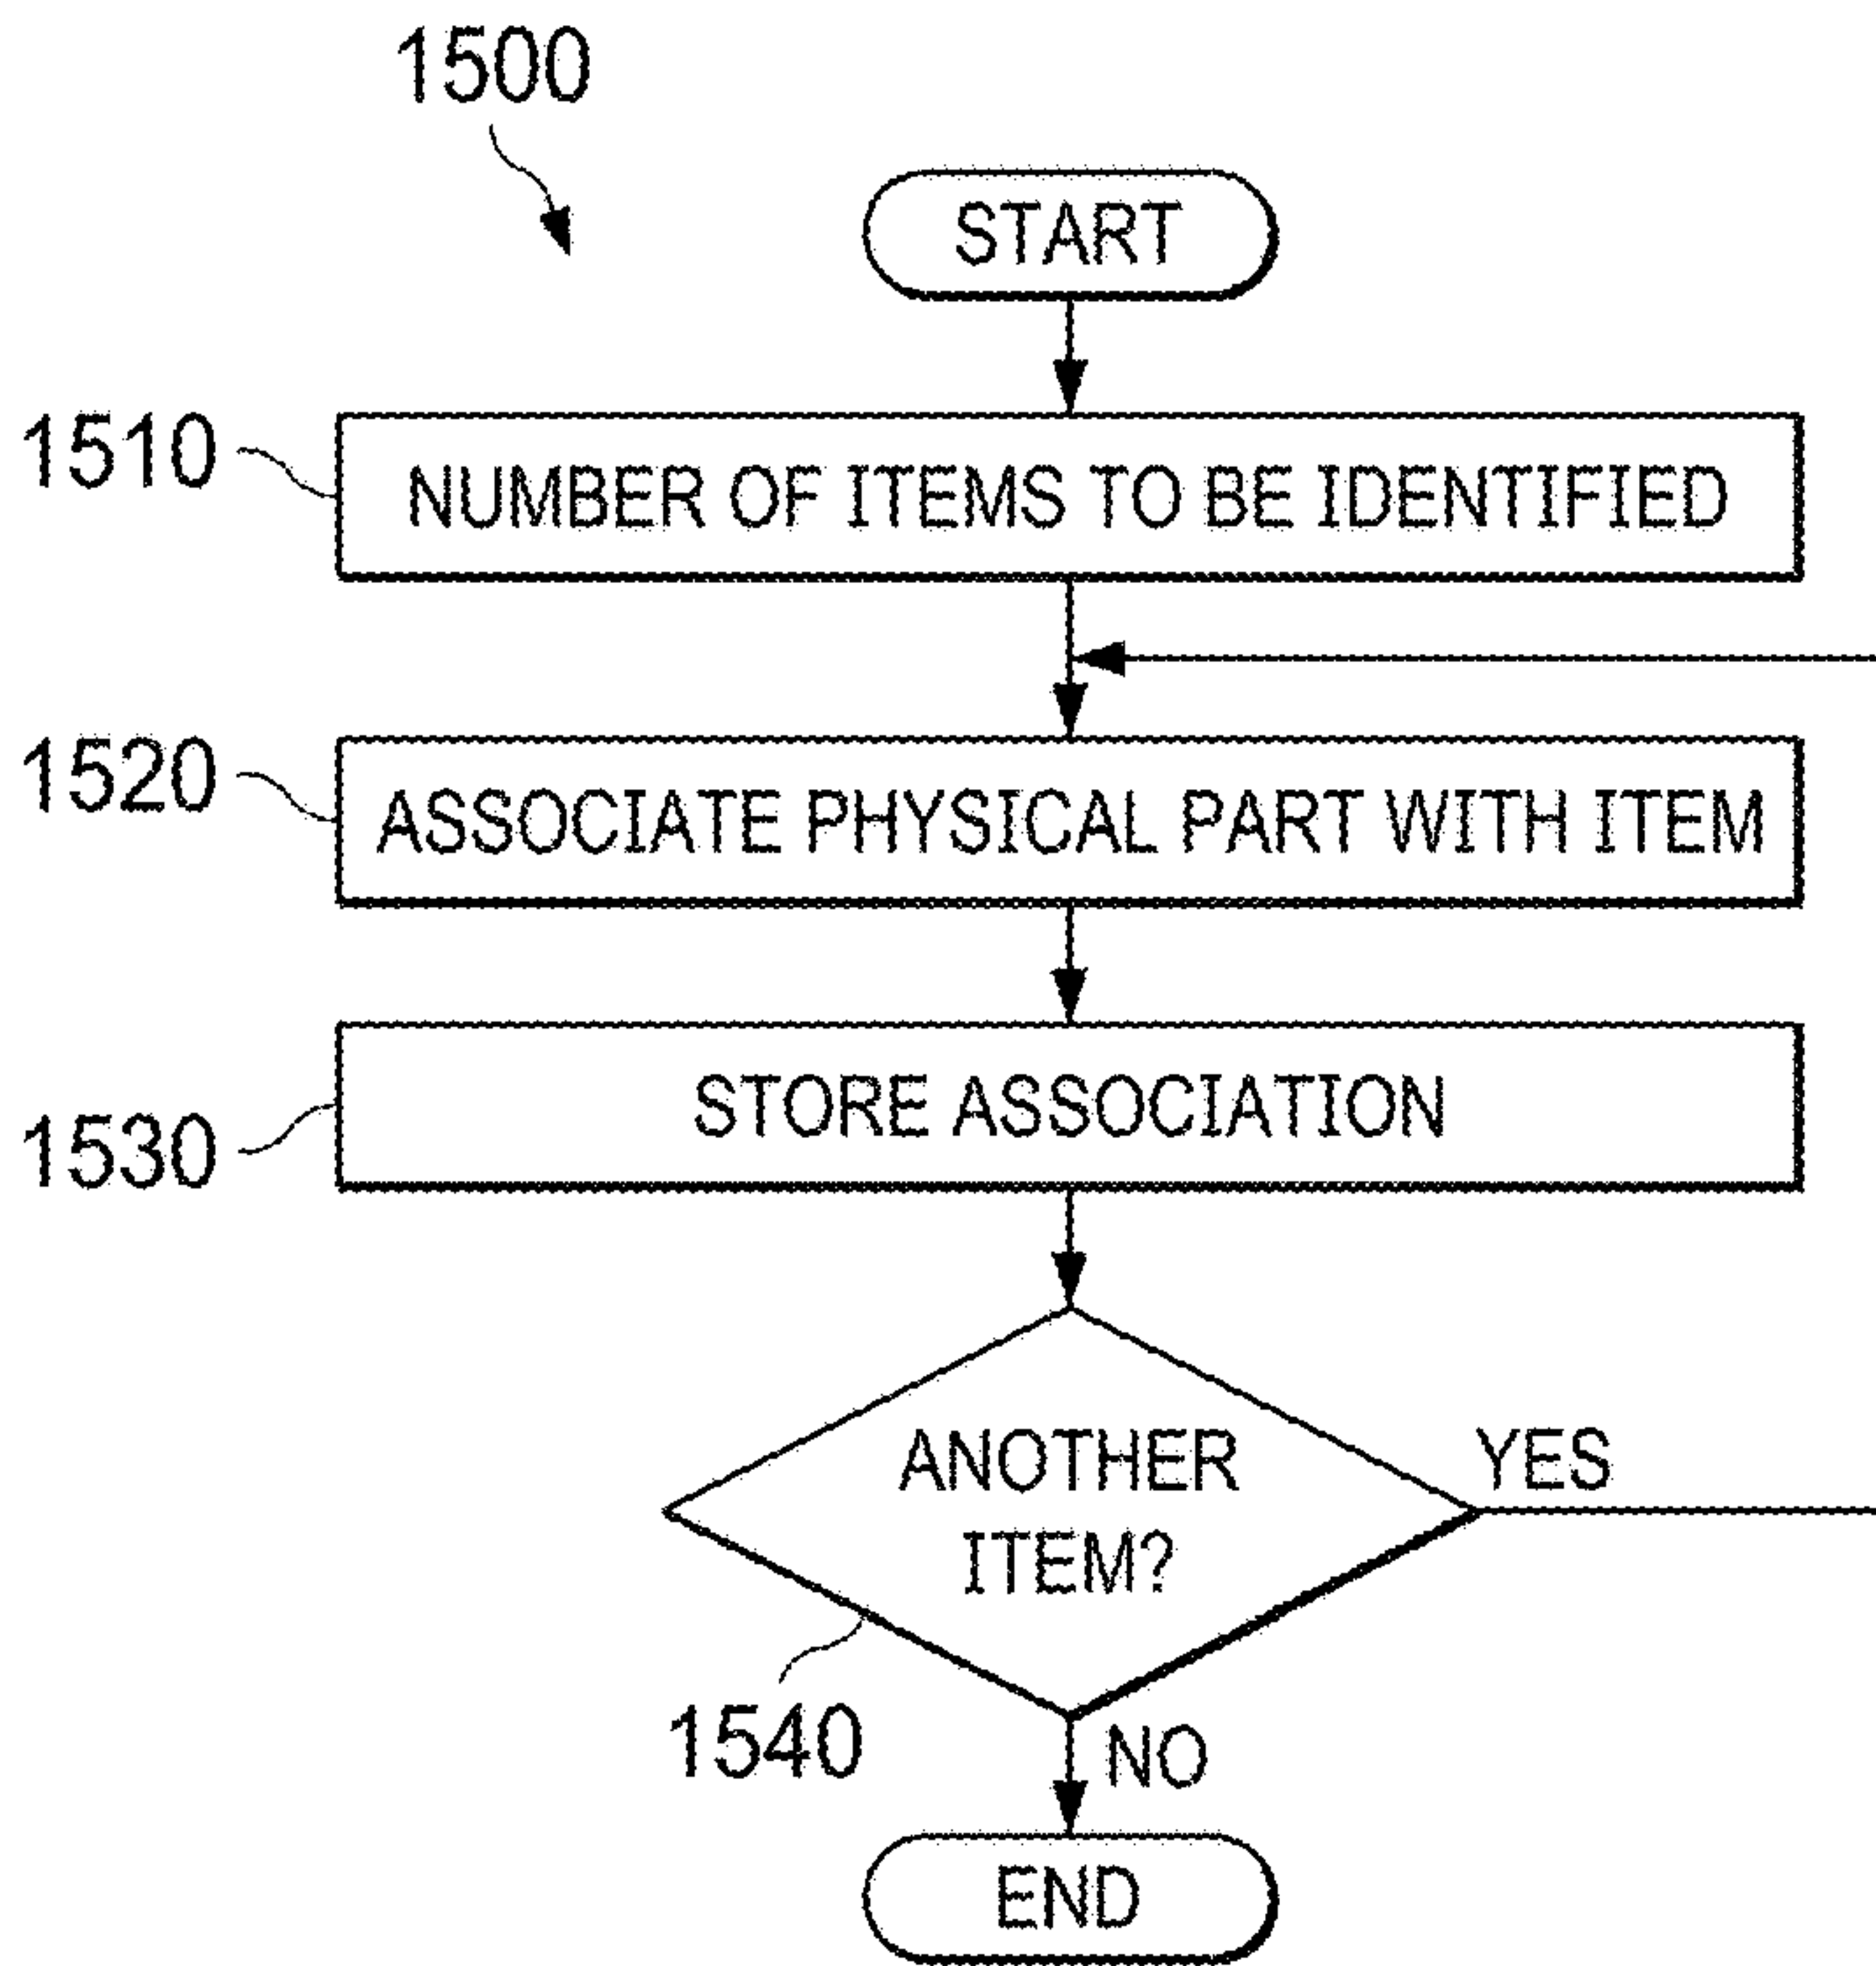 1500
START
1510
NUMBER OF ITEMS TO BE IDENTIFIED
1520
ASSOCIATE PHYSICAL PART WITH ITEM
STORE ASSOCIATION
1530
ANOTHER
ITEM?
YES
1540
NO
END